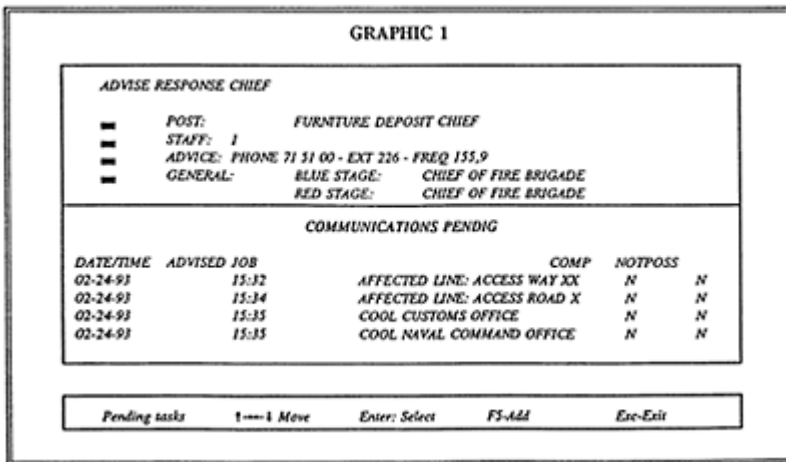 GRAPHIC 1
ADVISE RESPONSE CHIEF
POST: FURNITURE DEPOSIT CHIEF
STAFF: 1
ADVICE: PHONE 71 51 00 - EXT 226 - FREQ 155,9
GENERAL: BLUE STAGE: CHIEF OF FIRE BRIGADE
RED STAGE: CHIEF OF FIRE BRIGADE
COMMUNICATIONS PENDIG
DATE/TIME ADVISED JOB COMP NOTPOSS
02-24-93 15:32 AFFECTED LINE: ACCESS WAY XX N N
02-24-93 15:34 AFFECTED LINE: ACCESS ROAD X N N
02-24-93 15:35 COOL CUSTOMS OFFICE N N
02-24-93 15:35 COOL NAVAL COMMAND OFFICE N N
Pending tasks ↑---↓ Move Enter: Select F5-Add Esc-Exit